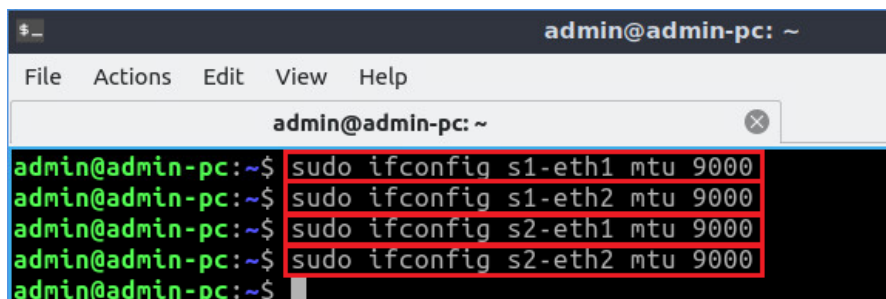 $_ admin@admin-pc: ~
File Actions Edit View Help
admin@admin-pc: ~
admin@admin-pc:~$ sudo ifconfig s1-eth1 mtu 9000
admin@admin-pc:~$ sudo ifconfig s1-eth2 mtu 9000
admin@admin-pc:~$ sudo ifconfig s2-eth1 mtu 9000
admin@admin-pc:~$ sudo ifconfig s2-eth2 mtu 9000
admin@admin-pc:~$